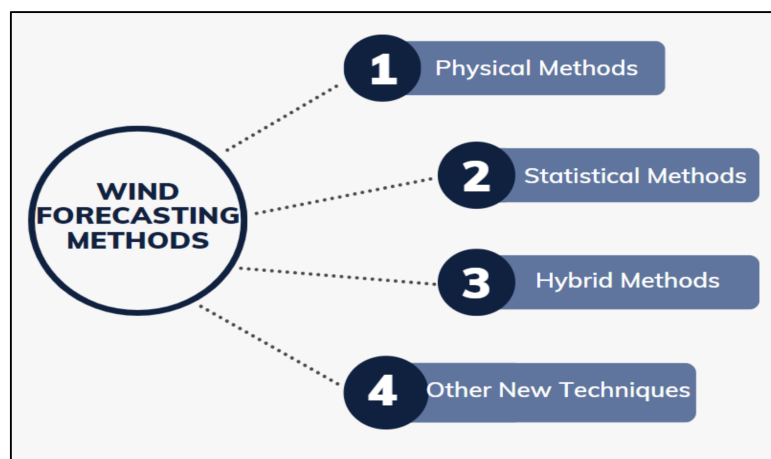 WIND
FORECASTING
METHODS
1 Physical Methods
2 Statistical Methods
3 Hybrid Methods
4 Other New Techniques